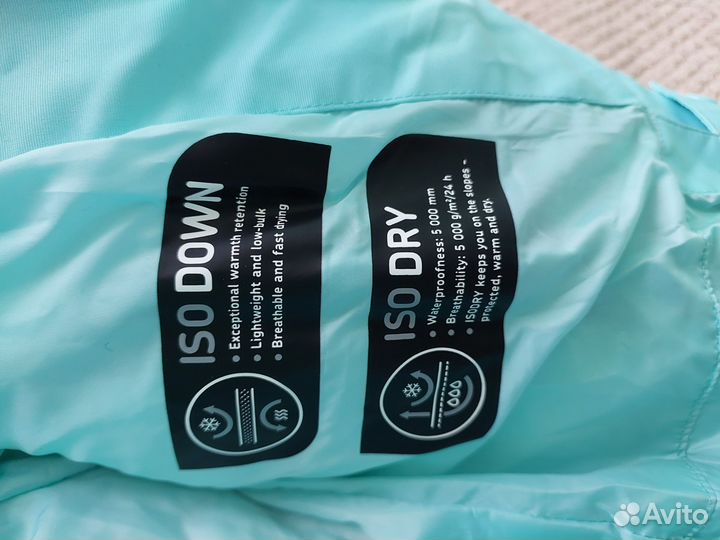 ISO DOWN
• Exceptional warmth retention
• Lightweight and low-bulk
• Breathable and fast drying
ISO DRY
• Waterproofness: 5 000 mm
• Breathability: 5 000 g/m²/24 h
• ISODRY keeps you on the slopes –
protected, warm and dry.
Avito